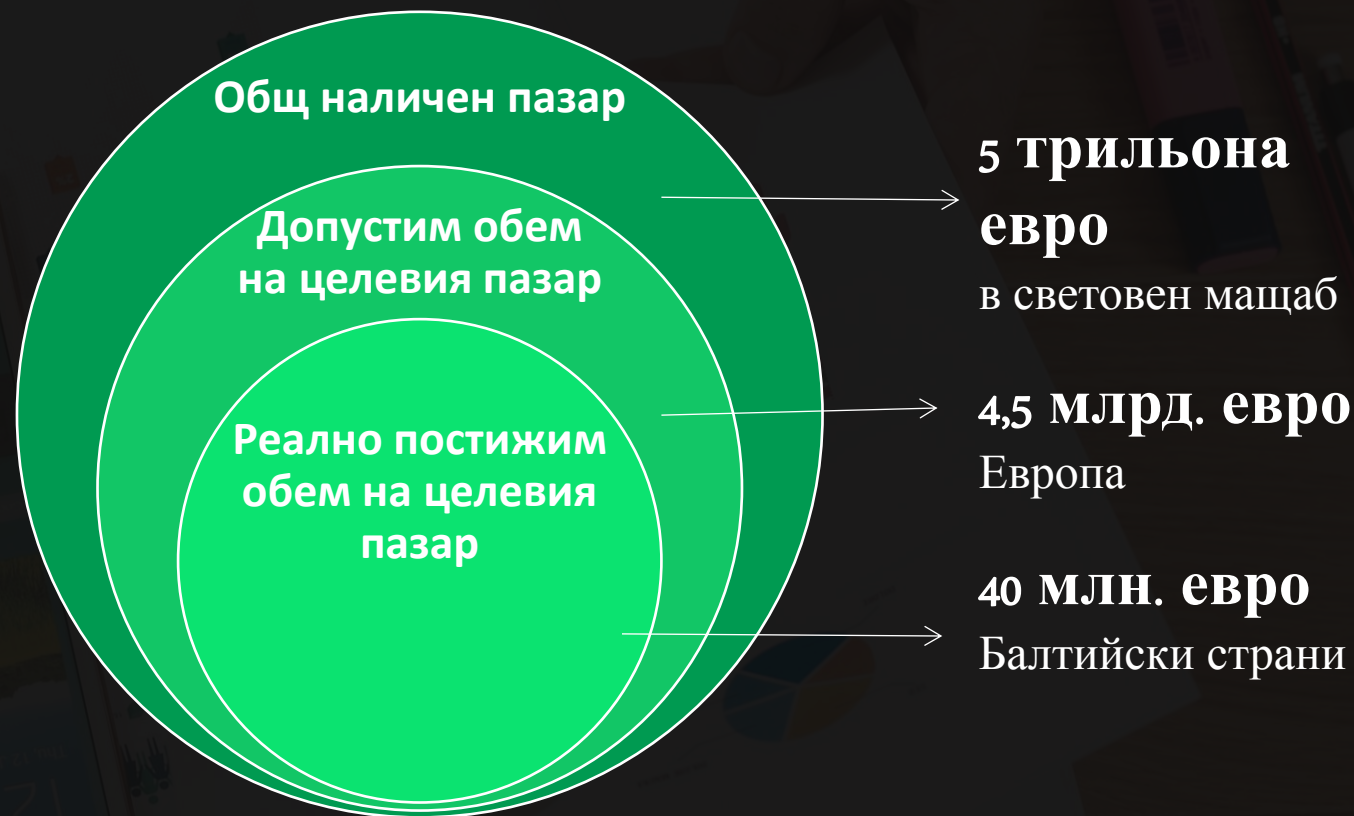 Общ наличен пазар
Допустим обем
на целевия пазар
Реално постижим
обем на целевия
пазар
5 трильона
евро
в световен мащаб
4,5 млрд. евро
Европа
40 млн. евро
Балтийски страни